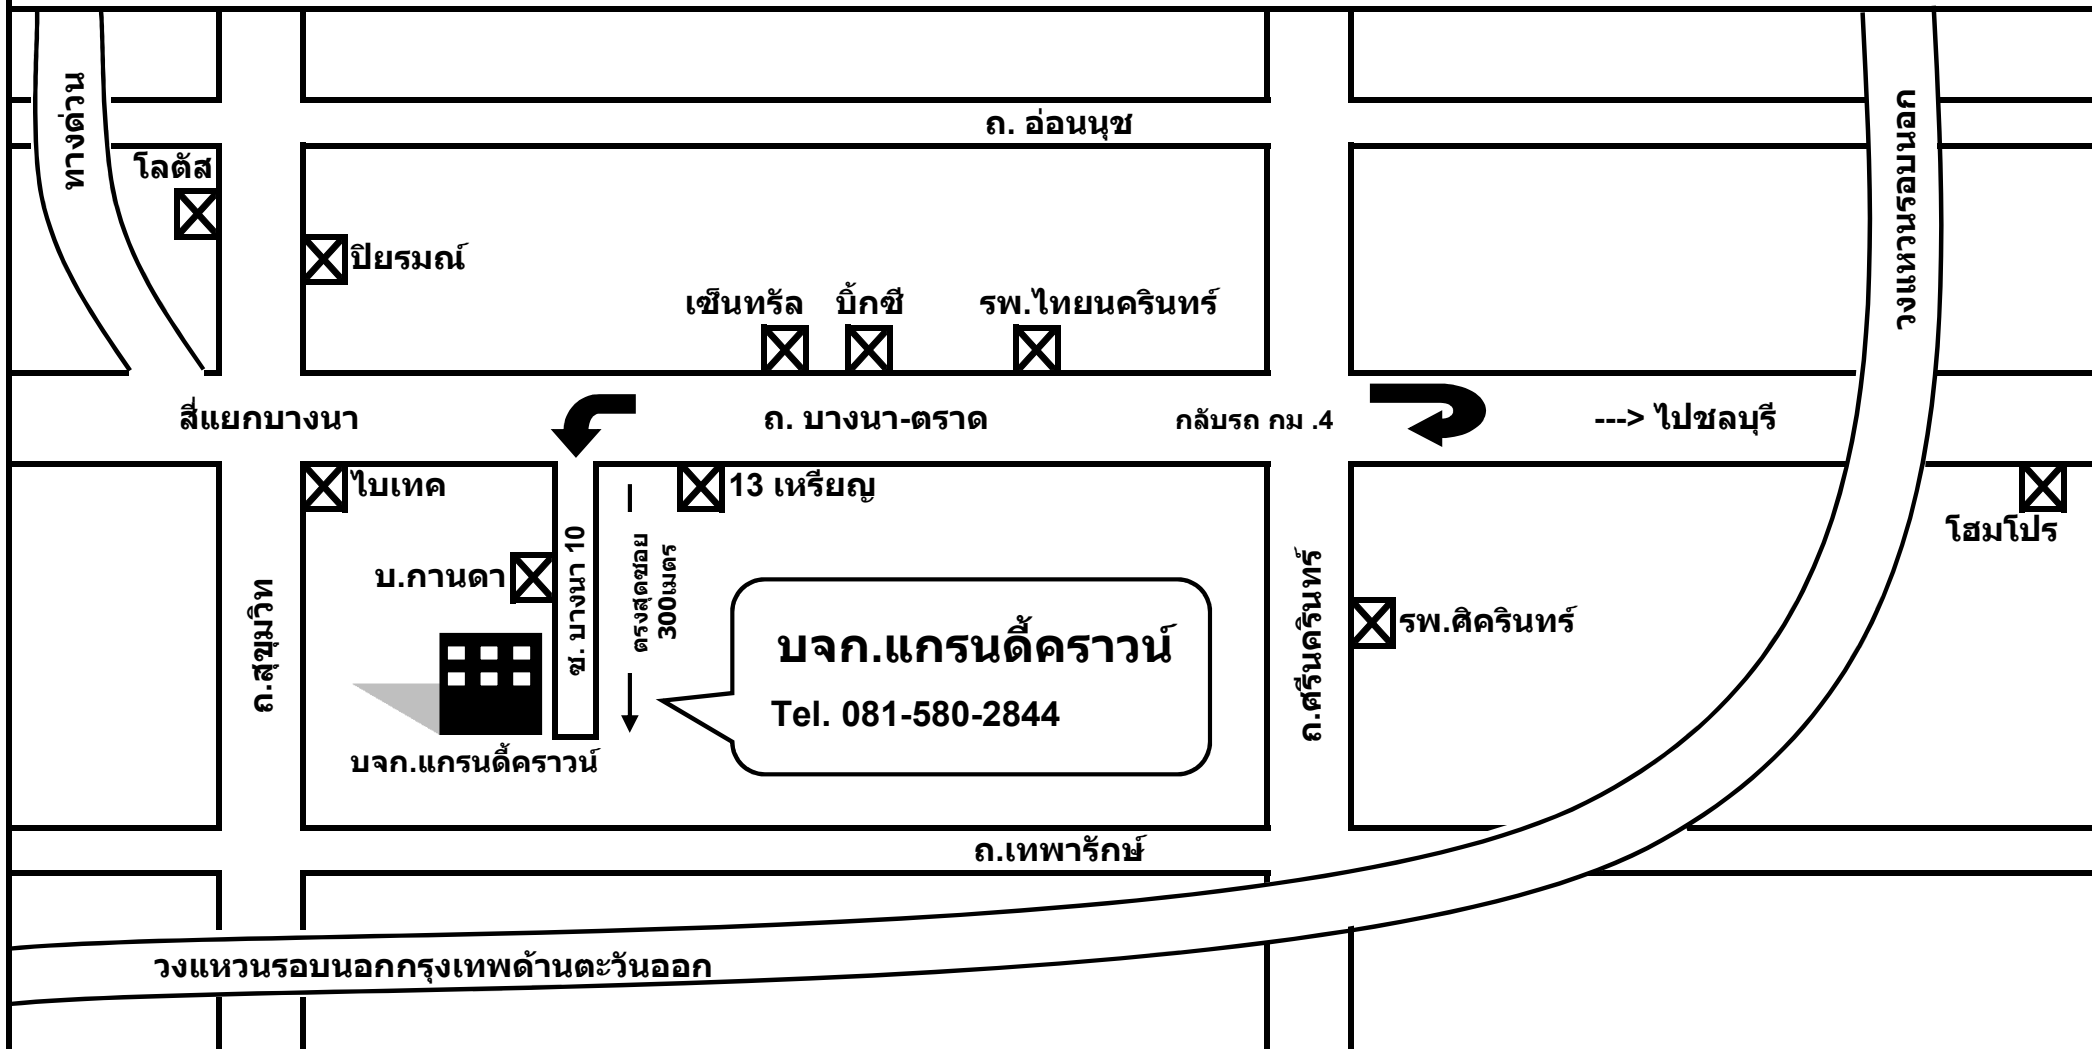 ทางด่วน
ถ. อ่อนนุช
วงแหวนรอบนอก
โลตัส
ปิยรมณ์
เซ็นทรัล
บิ้กซี
รพ.ไทยนครินทร์
สี่แยกบางนา
ถ. บางนา-ตราด
กลับรถ กม .4
---> ไปชลบุรี
ไบเทค
13 เหรียญ
โฮมโปร
บ.กานดา
ซ. บางนา 10
ตรงสุดซอย
300เมตร
ถ.สุขุมวิท
บจก.แกรนดี้คราวน์
Tel. 081-580-2844
ถ.ศรีนครินทร์
รพ.ศิครินทร์
บจก.แกรนดี้คราวน์
ถ.เทพารักษ์
วงแหวนรอบนอกกรุงเทพด้านตะวันออก